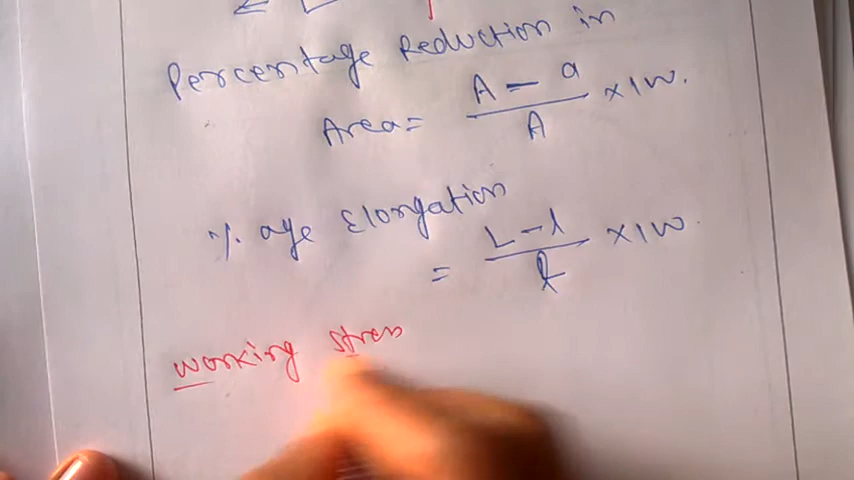 Percentage Reduction in
Area = A - a / A × 100.
% age Elongation
= L - l / l × 100
Working stress